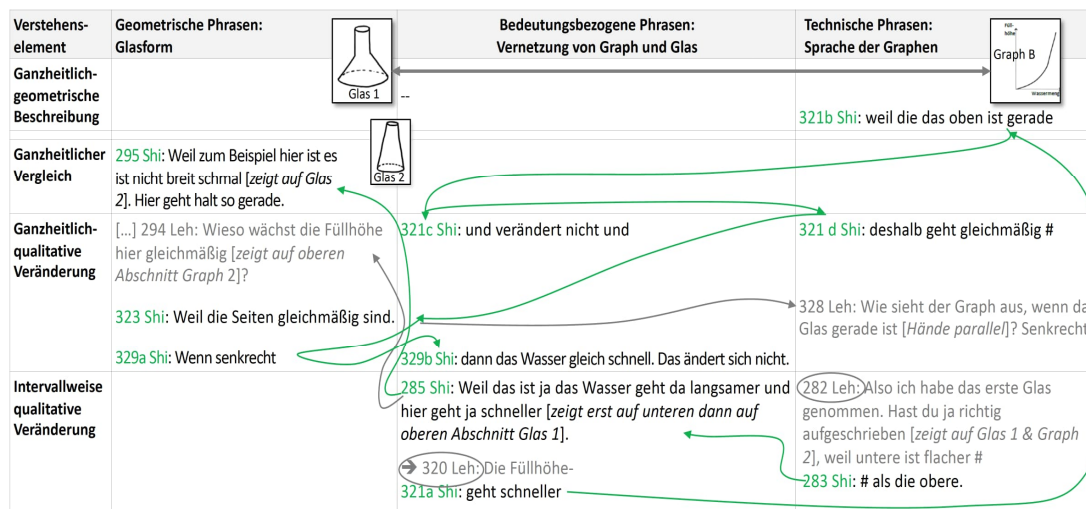 Verstehens-
element
Geometrische Phrasen:
Glasform
Bedeutungsbezogene Phrasen:
Vernetzung von Graph und Glas
Technische Phrasen:
Sprache der Graphen
Ganzheitlich-
geometrische
Beschreibung
Glas 1
--
Füll-
höhe
Graph B
Wassermeng
321b Shi: weil die das oben ist gerade
Ganzheitlicher
Vergleich
295 Shi: Weil zum Beispiel hier ist es
ist nicht breit schmal [zeigt auf Glas
2]. Hier geht halt so gerade.
Glas 2
Ganzheitlich-
qualitative
Veränderung
[...] 294 Leh: Wieso wächst die Füllhöhe
hier gleichmäßig [zeigt auf oberen
Abschnitt Graph 2]?
323 Shi: Weil die Seiten gleichmäßig sind.
329a Shi: Wenn senkrecht
321c Shi: und verändert nicht und
329b Shi: dann das Wasser gleich schnell. Das ändert sich nicht.
321 d Shi: deshalb geht gleichmäßig #
328 Leh: Wie sieht der Graph aus, wenn da
Glas gerade ist [Hände parallel]? Senkrecht
Intervallweise
qualitative
Veränderung
285 Shi: Weil das ist ja das Wasser geht da langsamer und
hier geht ja schneller [zeigt erst auf unteren dann auf
oberen Abschnitt Glas 1].
➔ 320 Leh: Die Füllhöhe-
321a Shi: geht schneller
282 Leh: Also ich habe das erste Glas
genommen. Hast du ja richtig
aufgeschrieben [zeigt auf Glas 1 & Graph
2], weil untere ist flacher #
283 Shi: # als die obere.